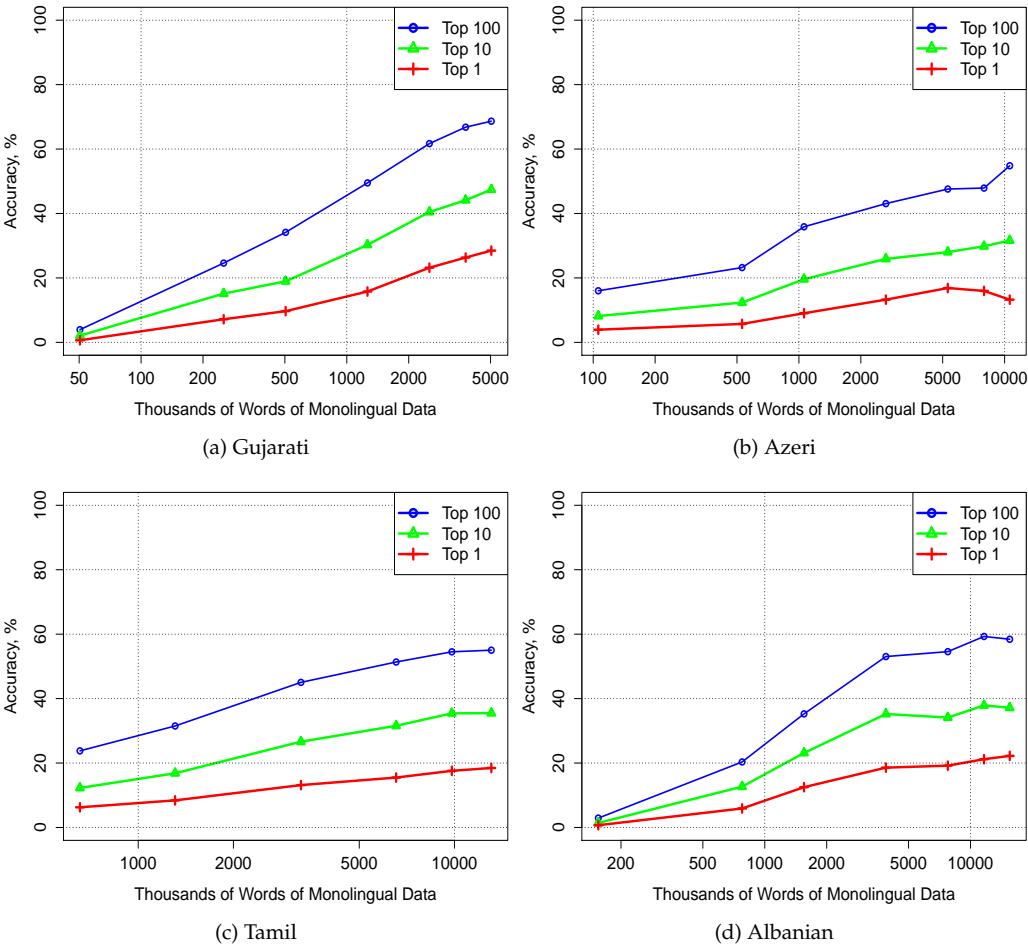 Accuracy, %
0 20 40 60 80 100
Top 100
Top 10
Top 1
50 100 200 500 1000 2000 5000
Thousands of Words of Monolingual Data
(a) Gujarati
Accuracy, %
0 20 40 60 80 100
Top 100
Top 10
Top 1
100 200 500 1000 2000 5000 10000
Thousands of Words of Monolingual Data
(b) Azeri
Accuracy, %
0 20 40 60 80 100
Top 100
Top 10
Top 1
1000 2000 5000 10000
Thousands of Words of Monolingual Data
(c) Tamil
Accuracy, %
0 20 40 60 80 100
Top 100
Top 10
Top 1
200 500 1000 2000 5000 10000
Thousands of Words of Monolingual Data
(d) Albanian